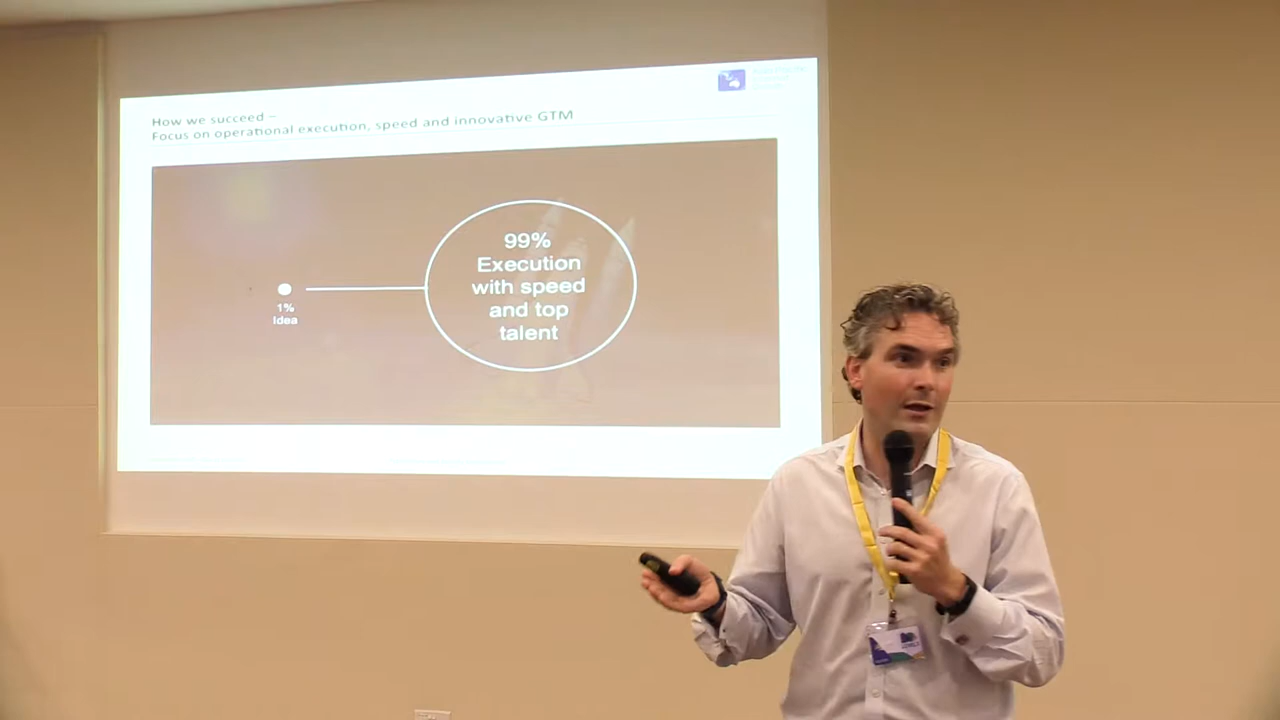 How we succeed –
Focus on operational execution, speed and innovative GTM
99%
Execution
with speed
and top
talent
1%
Idea